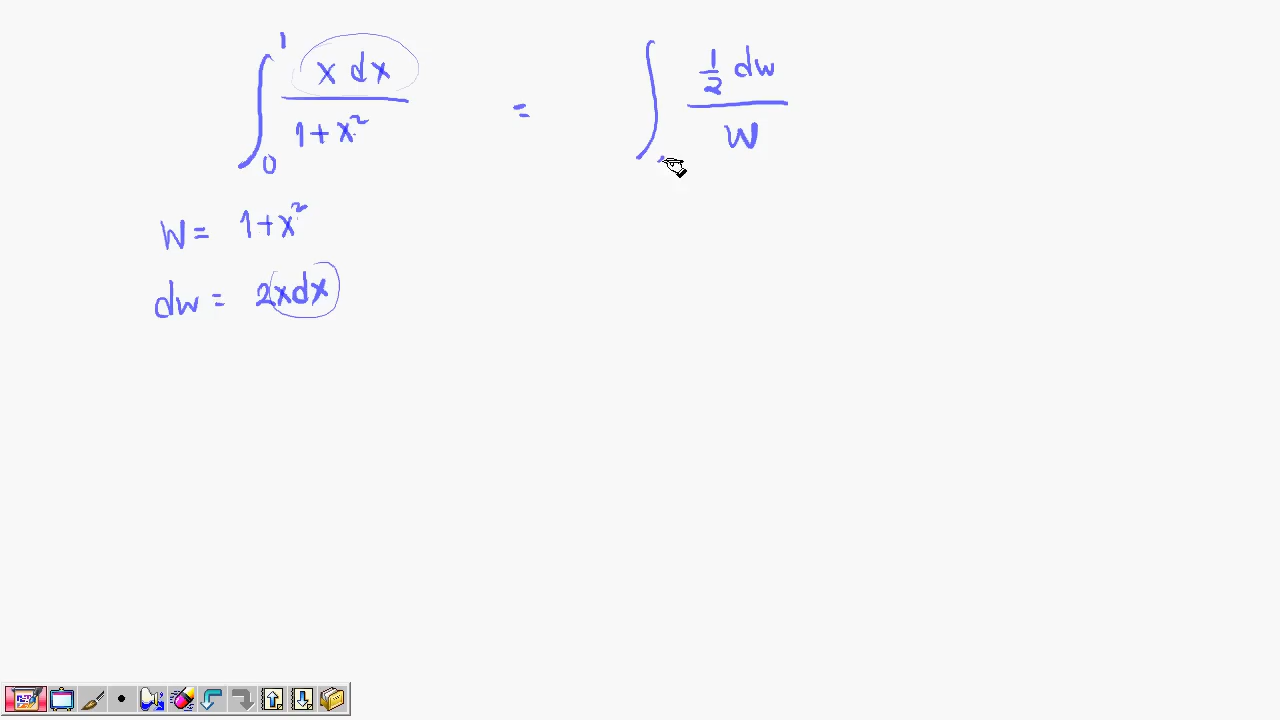 ∫₀¹ x dx / (1+x²) = ∫ ½ dw / w
w = 1+x²
dw = 2xdx